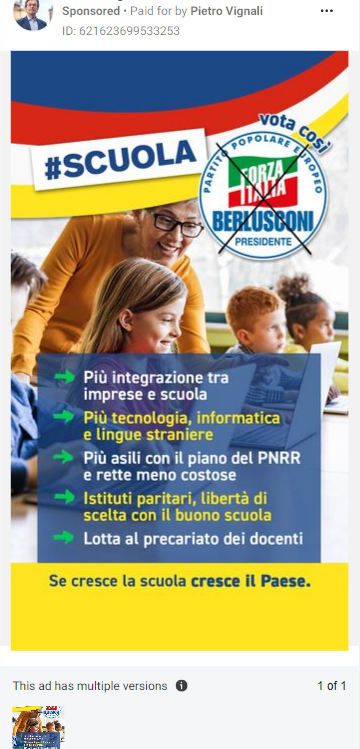 Sponsored • Paid for by Pietro Vignali
ID: 621623699533253
#SCUOLA
vota così
PARTITO POPOLARE EUROPEO
FORZA
ITALIA
BERLUSCONI
PRESIDENTE
Più integrazione tra
imprese e scuola
Più tecnologia, informatica
e lingue straniere
Più asili con il piano del PNRR
e rette meno costose
Istituti paritari, libertà di
scelta con il buono scuola
Lotta al precariato dei docenti
Se cresce la scuola cresce il Paese.
This ad has multiple versions
1 of 1